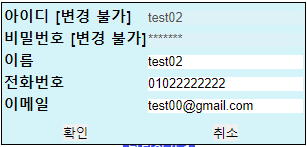 아이디 [변경 불가] test02
비밀번호 [변경 불가] *******
이름 test02
전화번호 01022222222
이메일 test00@gmail.com
확인 취소